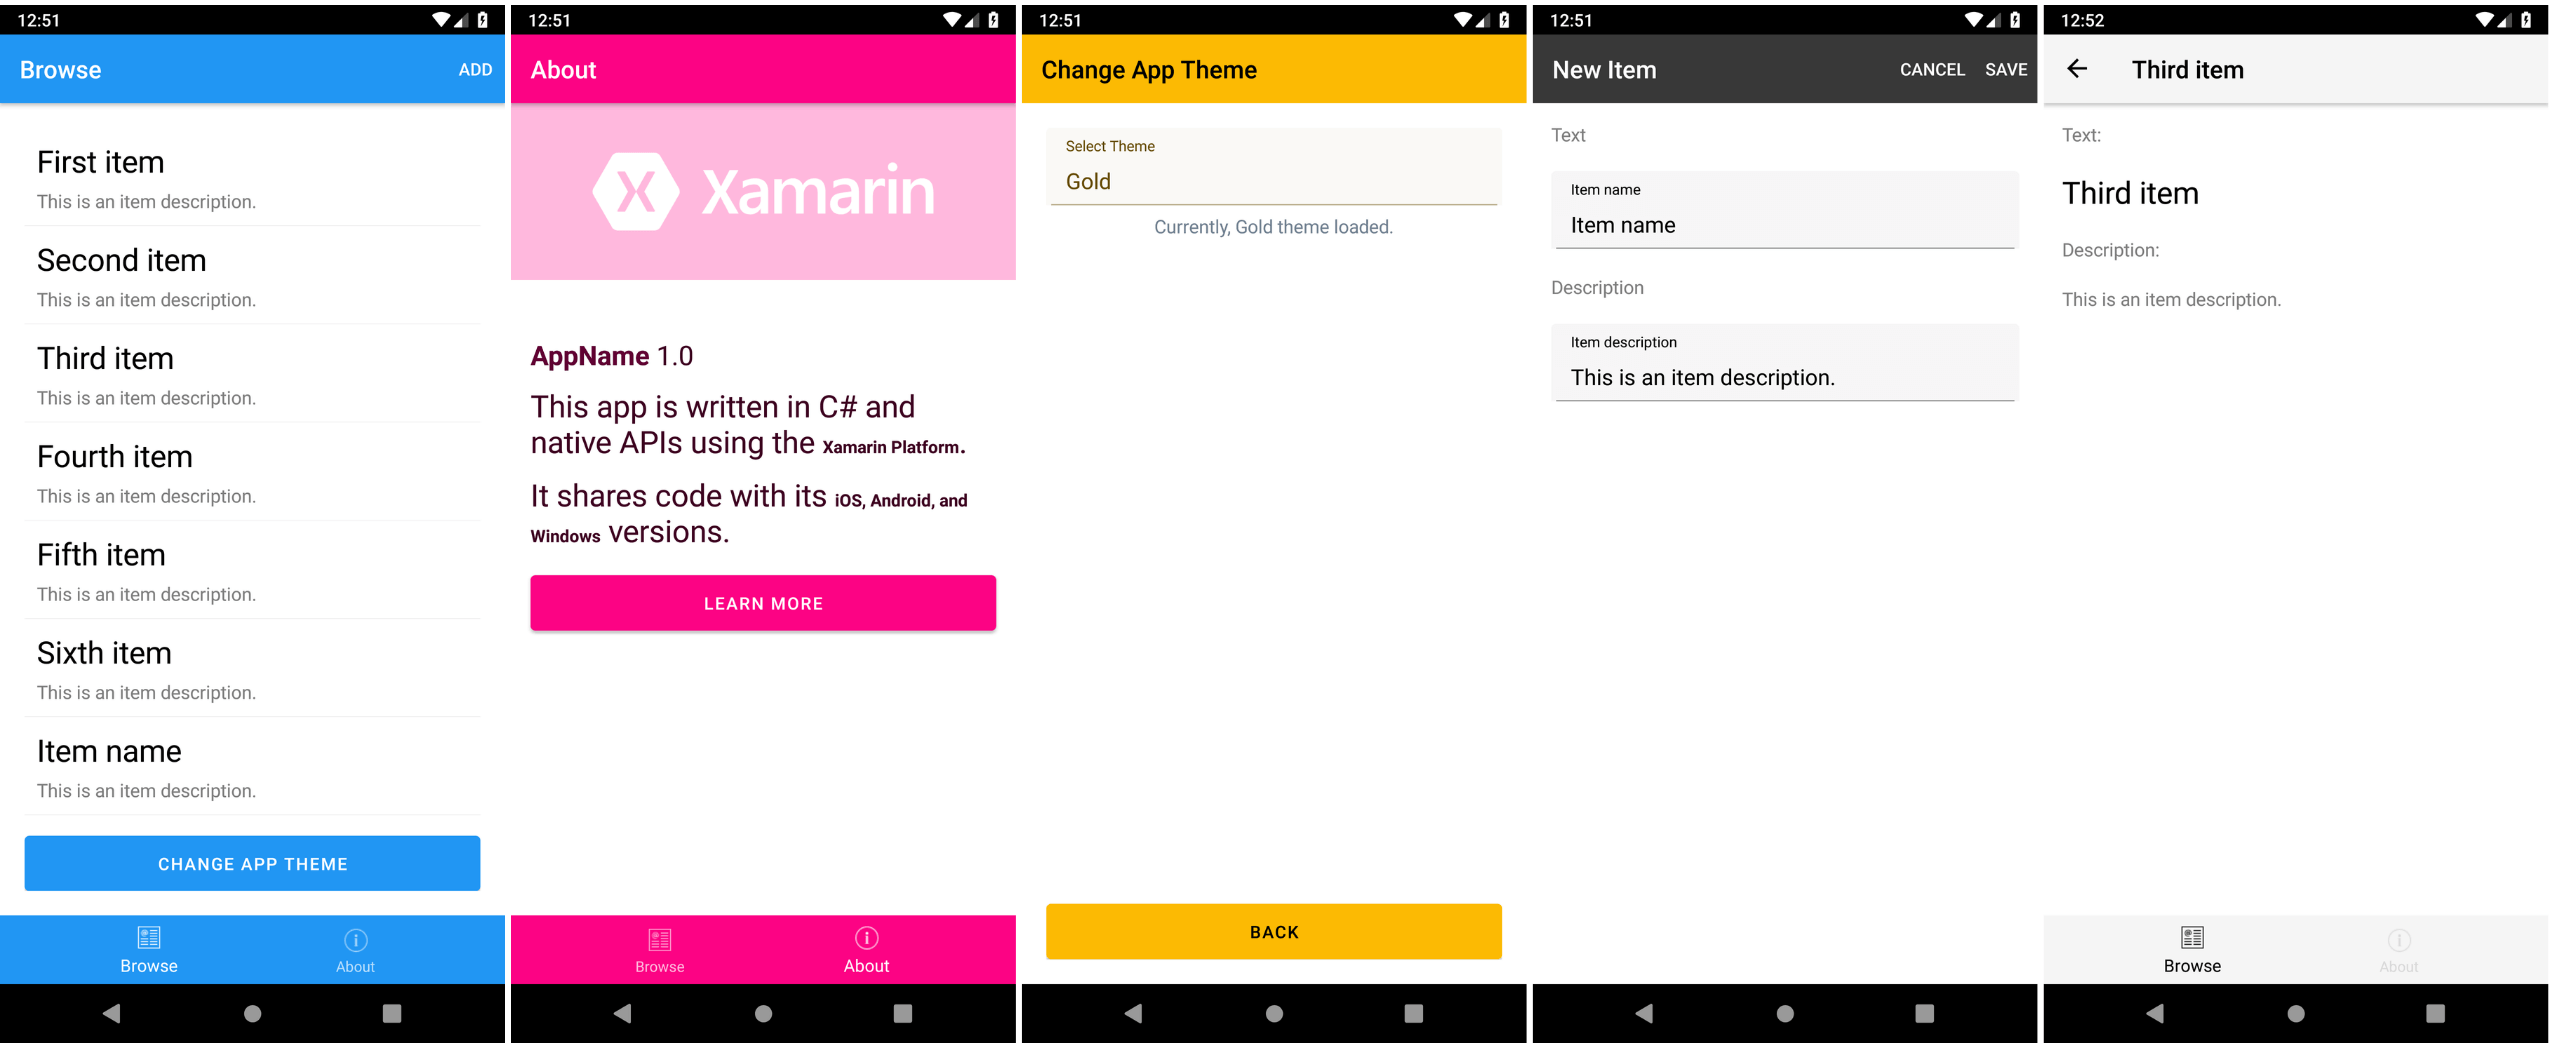 12:51
Browse
ADD
First item
This is an item description.
Second item
This is an item description.
Third item
This is an item description.
Fourth item
This is an item description.
Fifth item
This is an item description.
Sixth item
This is an item description.
Item name
This is an item description.
CHANGE APP THEME
Browse
About
12:51
About
Xamarin
AppName 1.0
This app is written in C# and
native APIs using the Xamarin Platform.
It shares code with its iOS, Android, and
Windows versions.
LEARN MORE
Browse
About
12:51
Change App Theme
Select Theme
Gold
Currently, Gold theme loaded.
BACK
12:51
New Item
CANCEL
SAVE
Text
Item name
Item name
Description
Item description
This is an item description.
12:52
Third item
Text:
Third item
Description:
This is an item description.
Browse
About